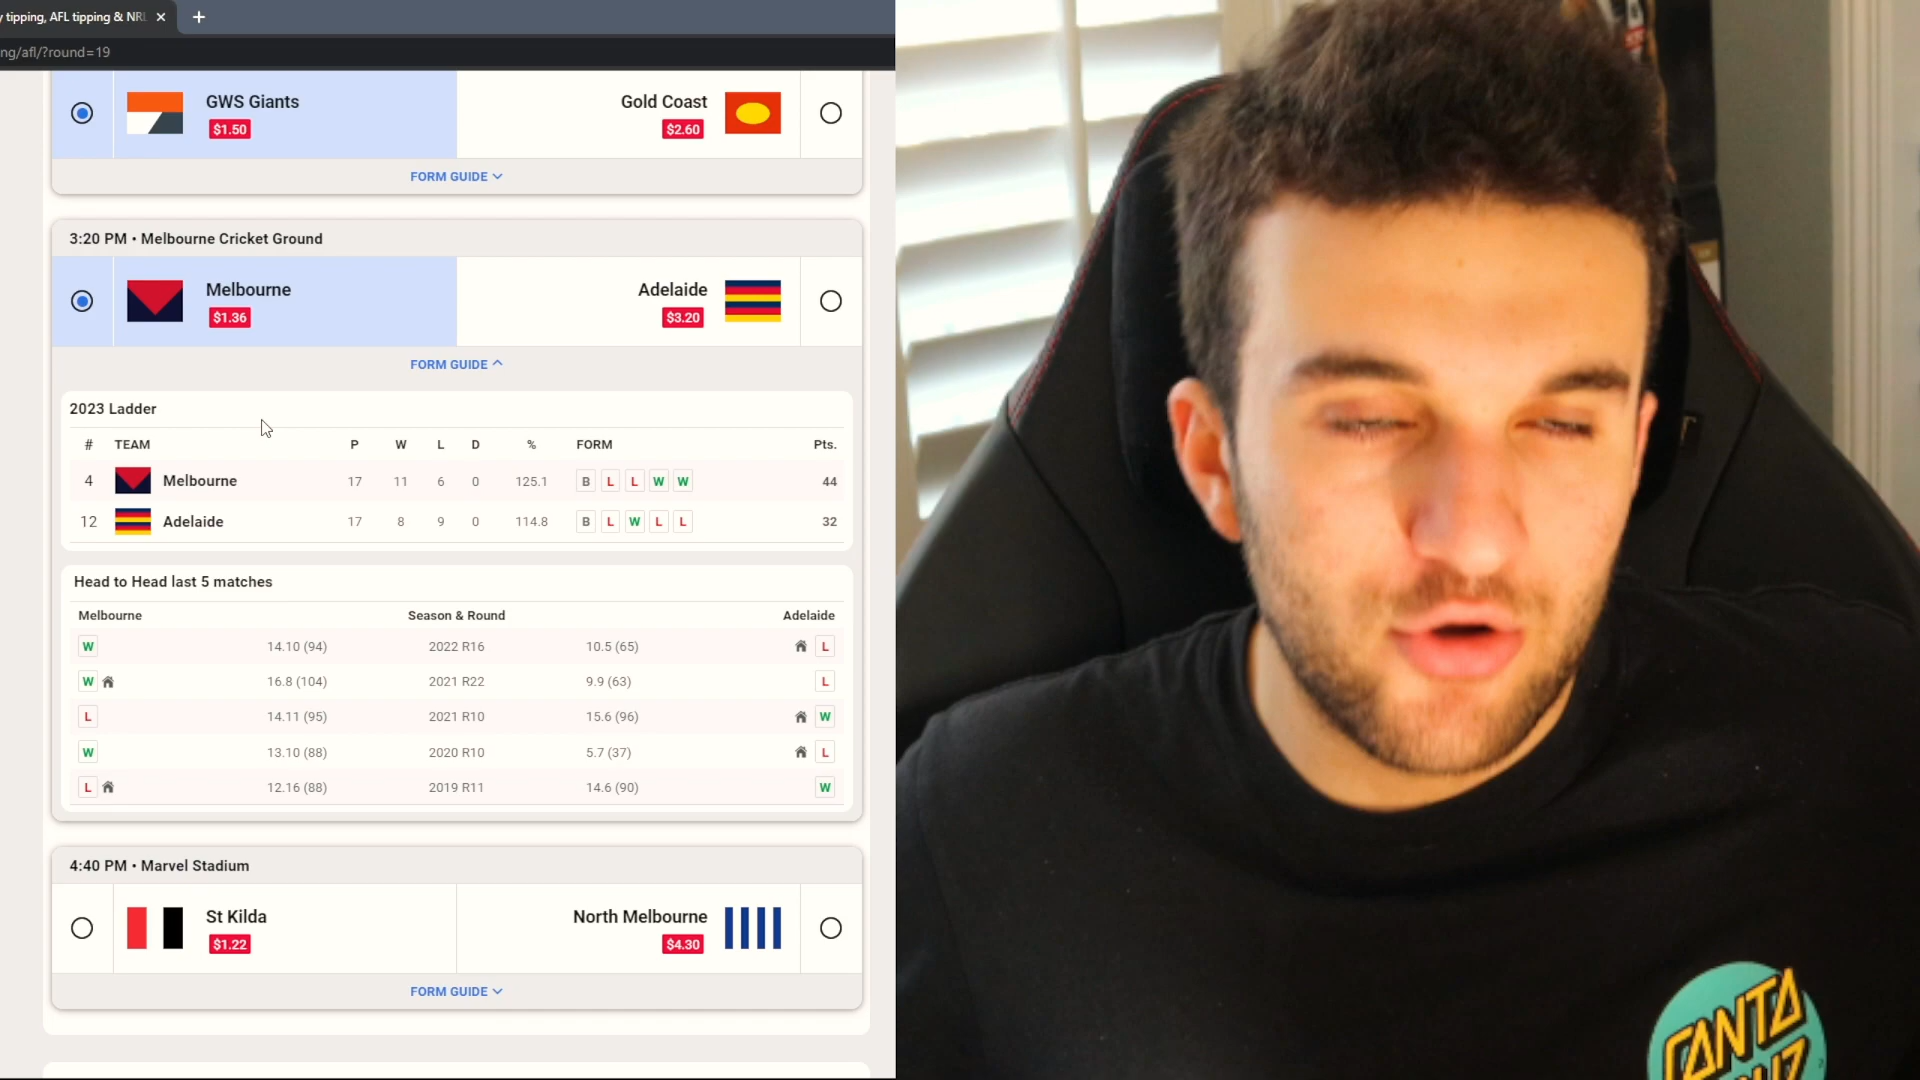 y tipping, AFL tipping & NRL
ng/afl/?round=19
GWS Giants
$1.50
Gold Coast
$2.60
FORM GUIDE
3:20 PM • Melbourne Cricket Ground
Melbourne
$1.36
Adelaide
$3.20
FORM GUIDE
2023 Ladder
# TEAM P W L D % FORM Pts.
4 Melbourne 17 11 6 0 125.1 B L L W W 44
12 Adelaide 17 8 9 0 114.8 B L W L L 32
Head to Head last 5 matches
Melbourne Season & Round Adelaide
W 14.10 (94) 2022 R16 10.5 (65) L
W 16.8 (104) 2021 R22 9.9 (63) L
L 14.11 (95) 2021 R10 15.6 (96) W
W 13.10 (88) 2020 R10 5.7 (37) L
L 12.16 (88) 2019 R11 14.6 (90) W
4:40 PM • Marvel Stadium
St Kilda
$1.22
North Melbourne
$4.30
FORM GUIDE